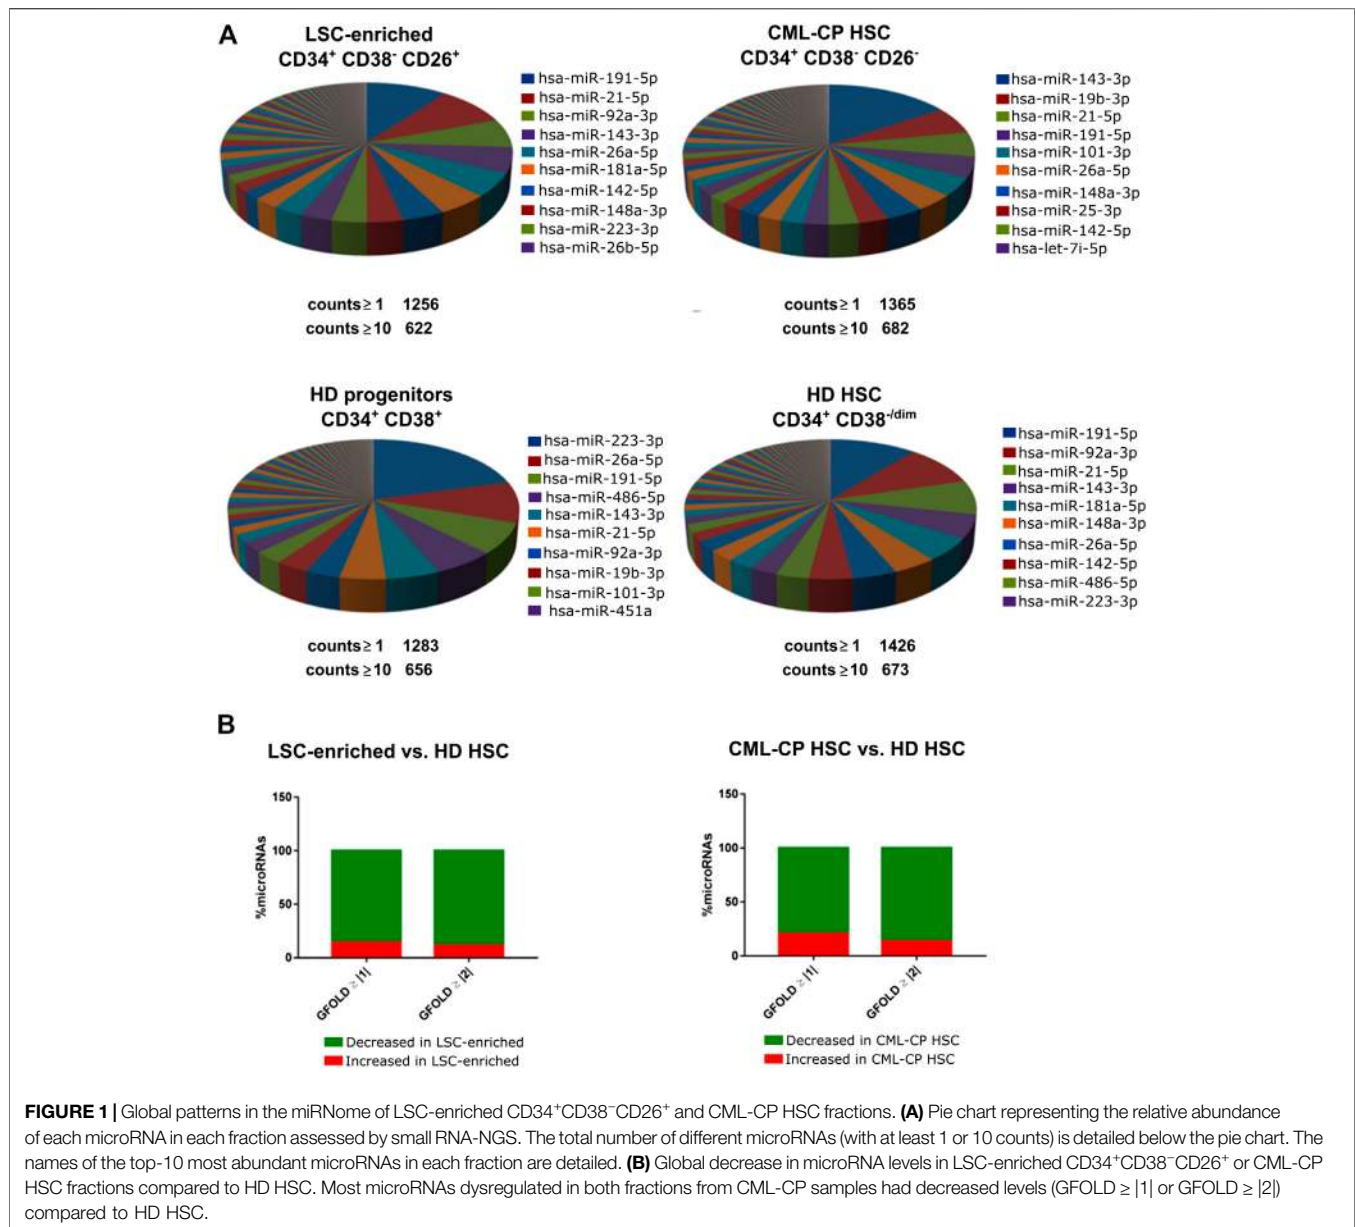 A
LSC-enriched
CD34⁺ CD38⁻ CD26⁺
hsa-miR-191-5p
hsa-miR-21-5p
hsa-miR-92a-3p
hsa-miR-143-3p
hsa-miR-26a-5p
hsa-miR-181a-5p
hsa-miR-142-5p
hsa-miR-148a-3p
hsa-miR-223-3p
hsa-miR-26b-5p
counts ≥ 1 1256
counts ≥10 622
CML-CP HSC
CD34⁺ CD38⁻ CD26⁻
hsa-miR-143-3p
hsa-miR-19b-3p
hsa-miR-21-5p
hsa-miR-191-5p
hsa-miR-101-3p
hsa-miR-26a-5p
hsa-miR-148a-3p
hsa-miR-25-3p
hsa-miR-142-5p
hsa-let-7i-5p
counts ≥ 1 1365
counts ≥10 682
HD progenitors
CD34⁺ CD38⁺
hsa-miR-223-3p
hsa-miR-26a-5p
hsa-miR-191-5p
hsa-miR-486-5p
hsa-miR-143-3p
hsa-miR-21-5p
hsa-miR-92a-3p
hsa-miR-19b-3p
hsa-miR-101-3p
hsa-miR-451a
counts ≥ 1 1283
counts ≥10 656
HD HSC
CD34⁺ CD38⁻/dim
hsa-miR-191-5p
hsa-miR-92a-3p
hsa-miR-21-5p
hsa-miR-143-3p
hsa-miR-181a-5p
hsa-miR-148a-3p
hsa-miR-26a-5p
hsa-miR-142-5p
hsa-miR-486-5p
hsa-miR-223-3p
counts ≥ 1 1426
counts ≥10 673
B
LSC-enriched vs. HD HSC
%microRNAs
150
100
50
0
GFOLD ≥ |1|
GFOLD ≥ |2|
Decreased in LSC-enriched
Increased in LSC-enriched
CML-CP HSC vs. HD HSC
%microRNAs
150
100
50
0
GFOLD ≥ |1|
GFOLD ≥ |2|
Decreased in CML-CP HSC
Increased in CML-CP HSC
FIGURE 1 | Global patterns in the miRNome of LSC-enriched CD34⁺CD38⁻CD26⁺ and CML-CP HSC fractions. (A) Pie chart representing the relative abundance
of each microRNA in each fraction assessed by small RNA-NGS. The total number of different microRNAs (with at least 1 or 10 counts) is detailed below the pie chart. The
names of the top-10 most abundant microRNAs in each fraction are detailed. (B) Global decrease in microRNA levels in LSC-enriched CD34⁺CD38⁻CD26⁺ or CML-CP
HSC fractions compared to HD HSC. Most microRNAs dysregulated in both fractions from CML-CP samples had decreased levels (GFOLD ≥ |1| or GFOLD ≥ |2|)
compared to HD HSC.